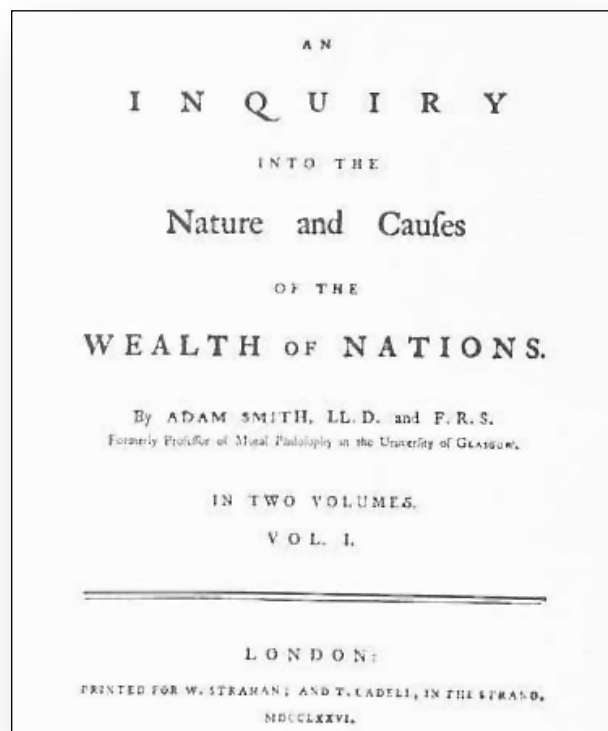 AN
INQUIRY
INTO THE
Nature and Cauſes
OF THE
WEALTH OF NATIONS.
By ADAM SMITH, LL. D. and F. R. S.
Formerly Profeſſor of Moral Philoſophy in the Univerſity of GLASGOW.
IN TWO VOLUMES.
VOL. I.
LONDON:
PRINTED FOR W. STRAHAN; AND T. CADELL, IN THE STRAND.
MDCCLXXVI.